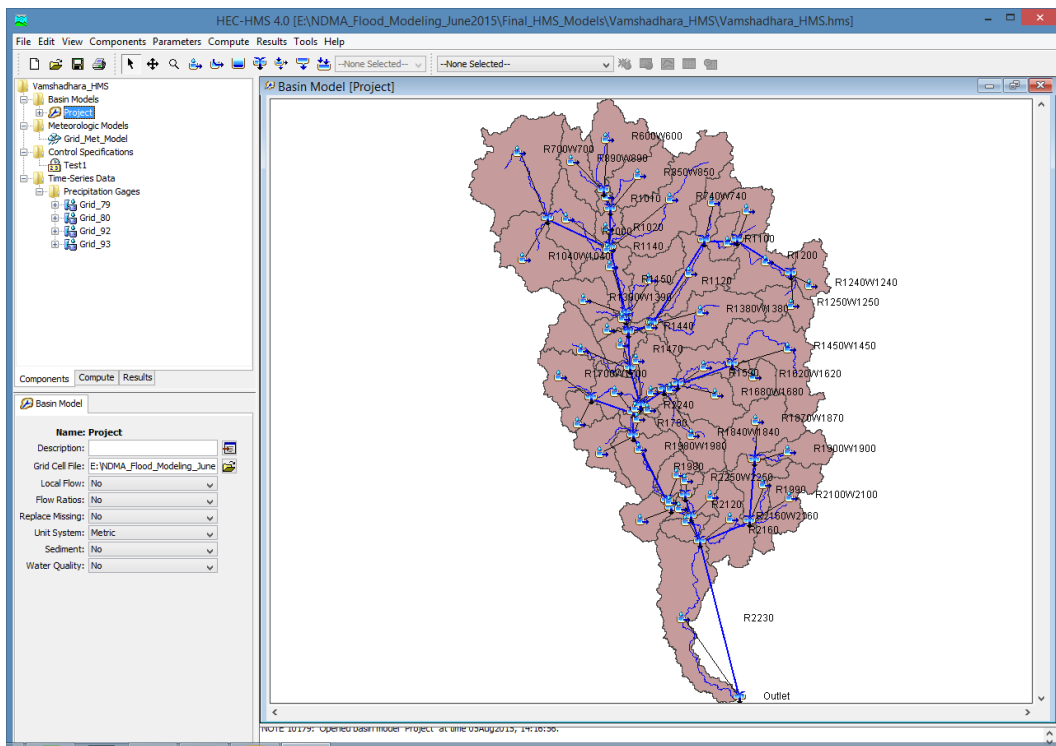 HEC-HMS 4.0 [E:\NDMA_Flood_Modeling_June2015\Final_HMS_Models\Vamshadhara_HMS\Vamshadhara_HMS.hms]
File Edit View Components Parameters Compute Results Tools Help
--None Selected-- --None Selected--
Vamshadhara_HMS
Basin Models
Project
Meteorologic Models
Grid_Met_Model
Control Specifications
Test1
Time-Series Data
Precipitation Gages
Grid_79
Grid_80
Grid_92
Grid_93
Components Compute Results
Basin Model
Name: Project
Description:
Grid Cell File: E:\NDMA_Flood_Modeling_June
Local Flow: No
Flow Ratios: No
Replace Missing: No
Unit System: Metric
Sediment: No
Water Quality: No
Basin Model [Project]
R600W600
R700W700
R890W890
R850W850
R1010
R740W740
R1020
R1000
R1140
R1100
R1040W1040
R1200
R1150
R1120
R1240W1240
R1390W1390
R1250W1250
R1380W1380
R1440
R1470
R1450W1450
R1530
R1620W1620
R1680W1680
R2240
R1780
R1870W1870
R1840W1840
R1980W1980
R1900W1900
R1980
R2250W2250
R1990
R2100W2100
R2120
R2160W2160
R2160
R2230
Outlet
NOTE 10179: Opened basin model "Project" at time 03Aug2015, 14:16:56.